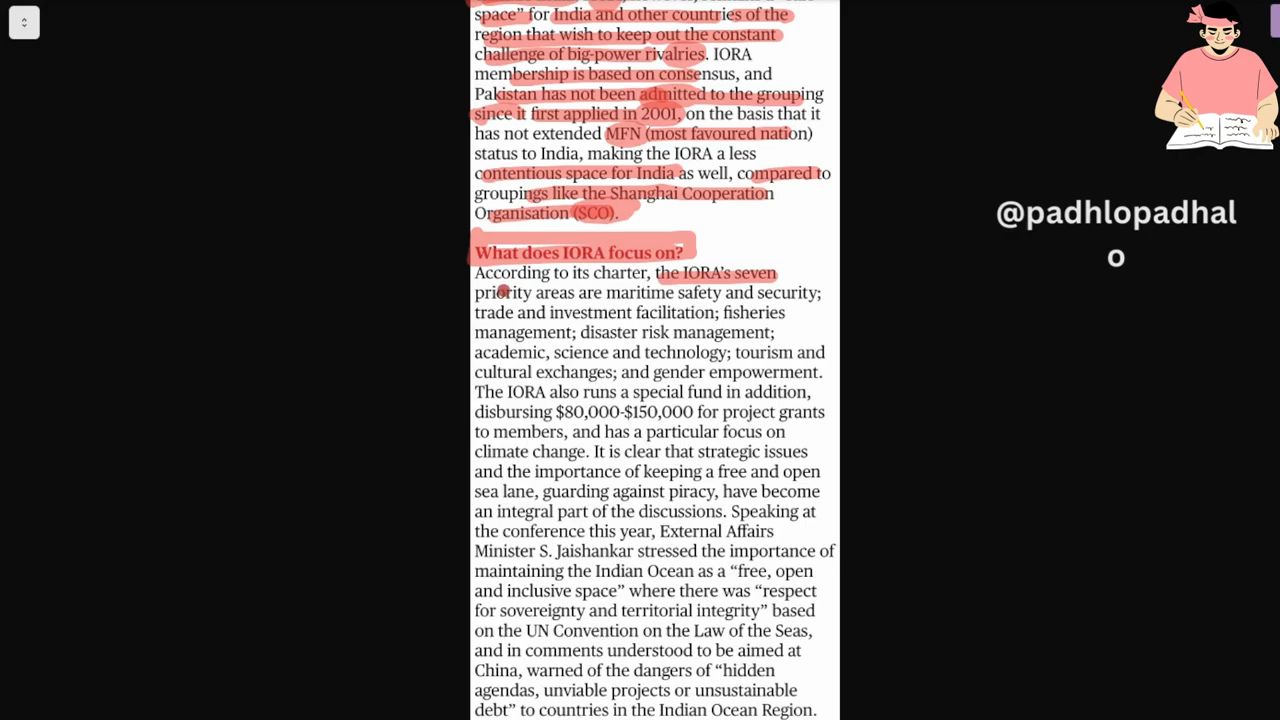 space” for India and other countries of the
region that wish to keep out the constant
challenge of big-power rivalries. IORA
membership is based on consensus, and
Pakistan has not been admitted to the grouping
since it first applied in 2001, on the basis that it
has not extended MFN (most favoured nation)
status to India, making the IORA a less
contentious space for India as well, compared to
groupings like the Shanghai Cooperation
Organisation (SCO).
What does IORA focus on?
According to its charter, the IORA’s seven
priority areas are maritime safety and security;
trade and investment facilitation; fisheries
management; disaster risk management;
academic, science and technology; tourism and
cultural exchanges; and gender empowerment.
The IORA also runs a special fund in addition,
disbursing $80,000-$150,000 for project grants
to members, and has a particular focus on
climate change. It is clear that strategic issues
and the importance of keeping a free and open
sea lane, guarding against piracy, have become
an integral part of the discussions. Speaking at
the conference this year, External Affairs
Minister S. Jaishankar stressed the importance of
maintaining the Indian Ocean as a “free, open
and inclusive space” where there was “respect
for sovereignty and territorial integrity” based
on the UN Convention on the Law of the Seas,
and in comments understood to be aimed at
China, warned of the dangers of “hidden
agendas, unviable projects or unsustainable
debt” to countries in the Indian Ocean Region.
@padhlopadhal
o